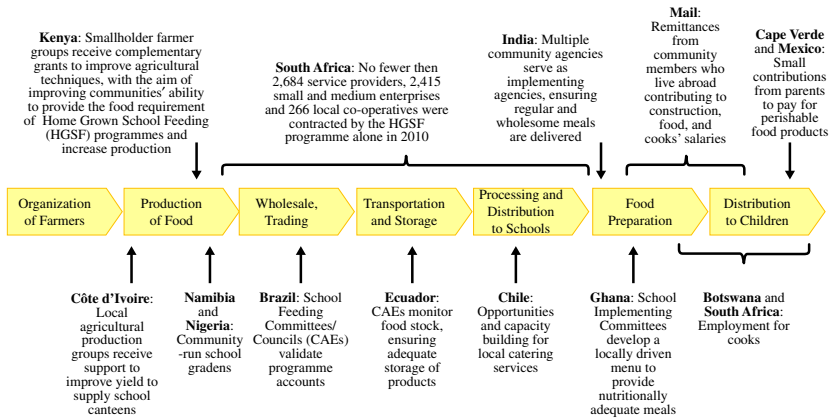 Kenya: Smallholder farmer
groups receive complementary
grants to improve agricultural
techniques, with the aim of
improving communities' ability
to provide the food requirement
of Home Grown School Feeding
(HGSF) programmes and
increase production
South Africa: No fewer then
2,684 service providers, 2,415
small and medium enterprises
and 266 local co-operatives were
contracted by the HGSF
programme alone in 2010
India: Multiple
community agencies
serve as
implementing
agencies, ensuring
regular and
wholesome meals
are delivered
Mail:
Remittances
from
community
members who
live abroad
contributing to
construction,
food, and
cooks' salaries
Cape Verde
and Mexico:
Small
contributions
from parents
to pay for
perishable
food products
Organization
of Farmers
Production
of Food
Wholesale,
Trading
Transportation
and Storage
Processing and
Distribution
to Schools
Food
Preparation
Distribution
to Children
Côte d'Ivoire:
Local
agricultural
production
groups receive
support to
improve yield to
supply school
canteens
Namibia
and
Nigeria:
Community
-run school
gradens
Brazil: School
Feeding
Committees/
Councils (CAEs)
validate
programme
accounts
Ecuador:
CAEs monitor
food stock,
ensuring
adequate
storage of
products
Chile:
Opportunities
and capacity
building for
local catering
services
Ghana: School
Implementing
Committees
develop a
locally driven
menu to
provide
nutritionally
adequate meals
Botswana and
South Africa:
Employment for
cooks